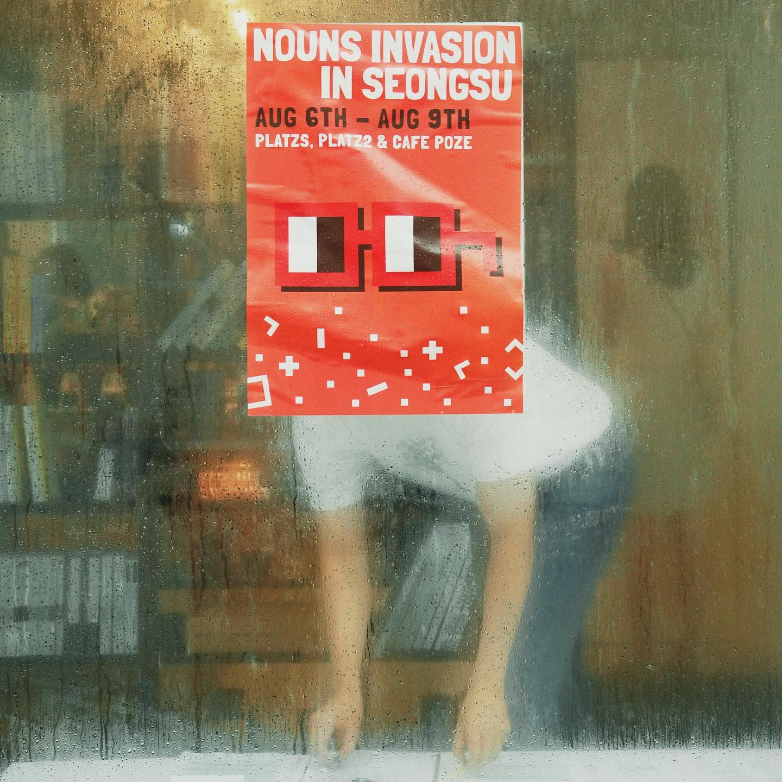 NOUNS INVASION
IN SEONGSU
AUG 6TH – AUG 9TH
PLATZS, PLATZ2 & CAFE POZE